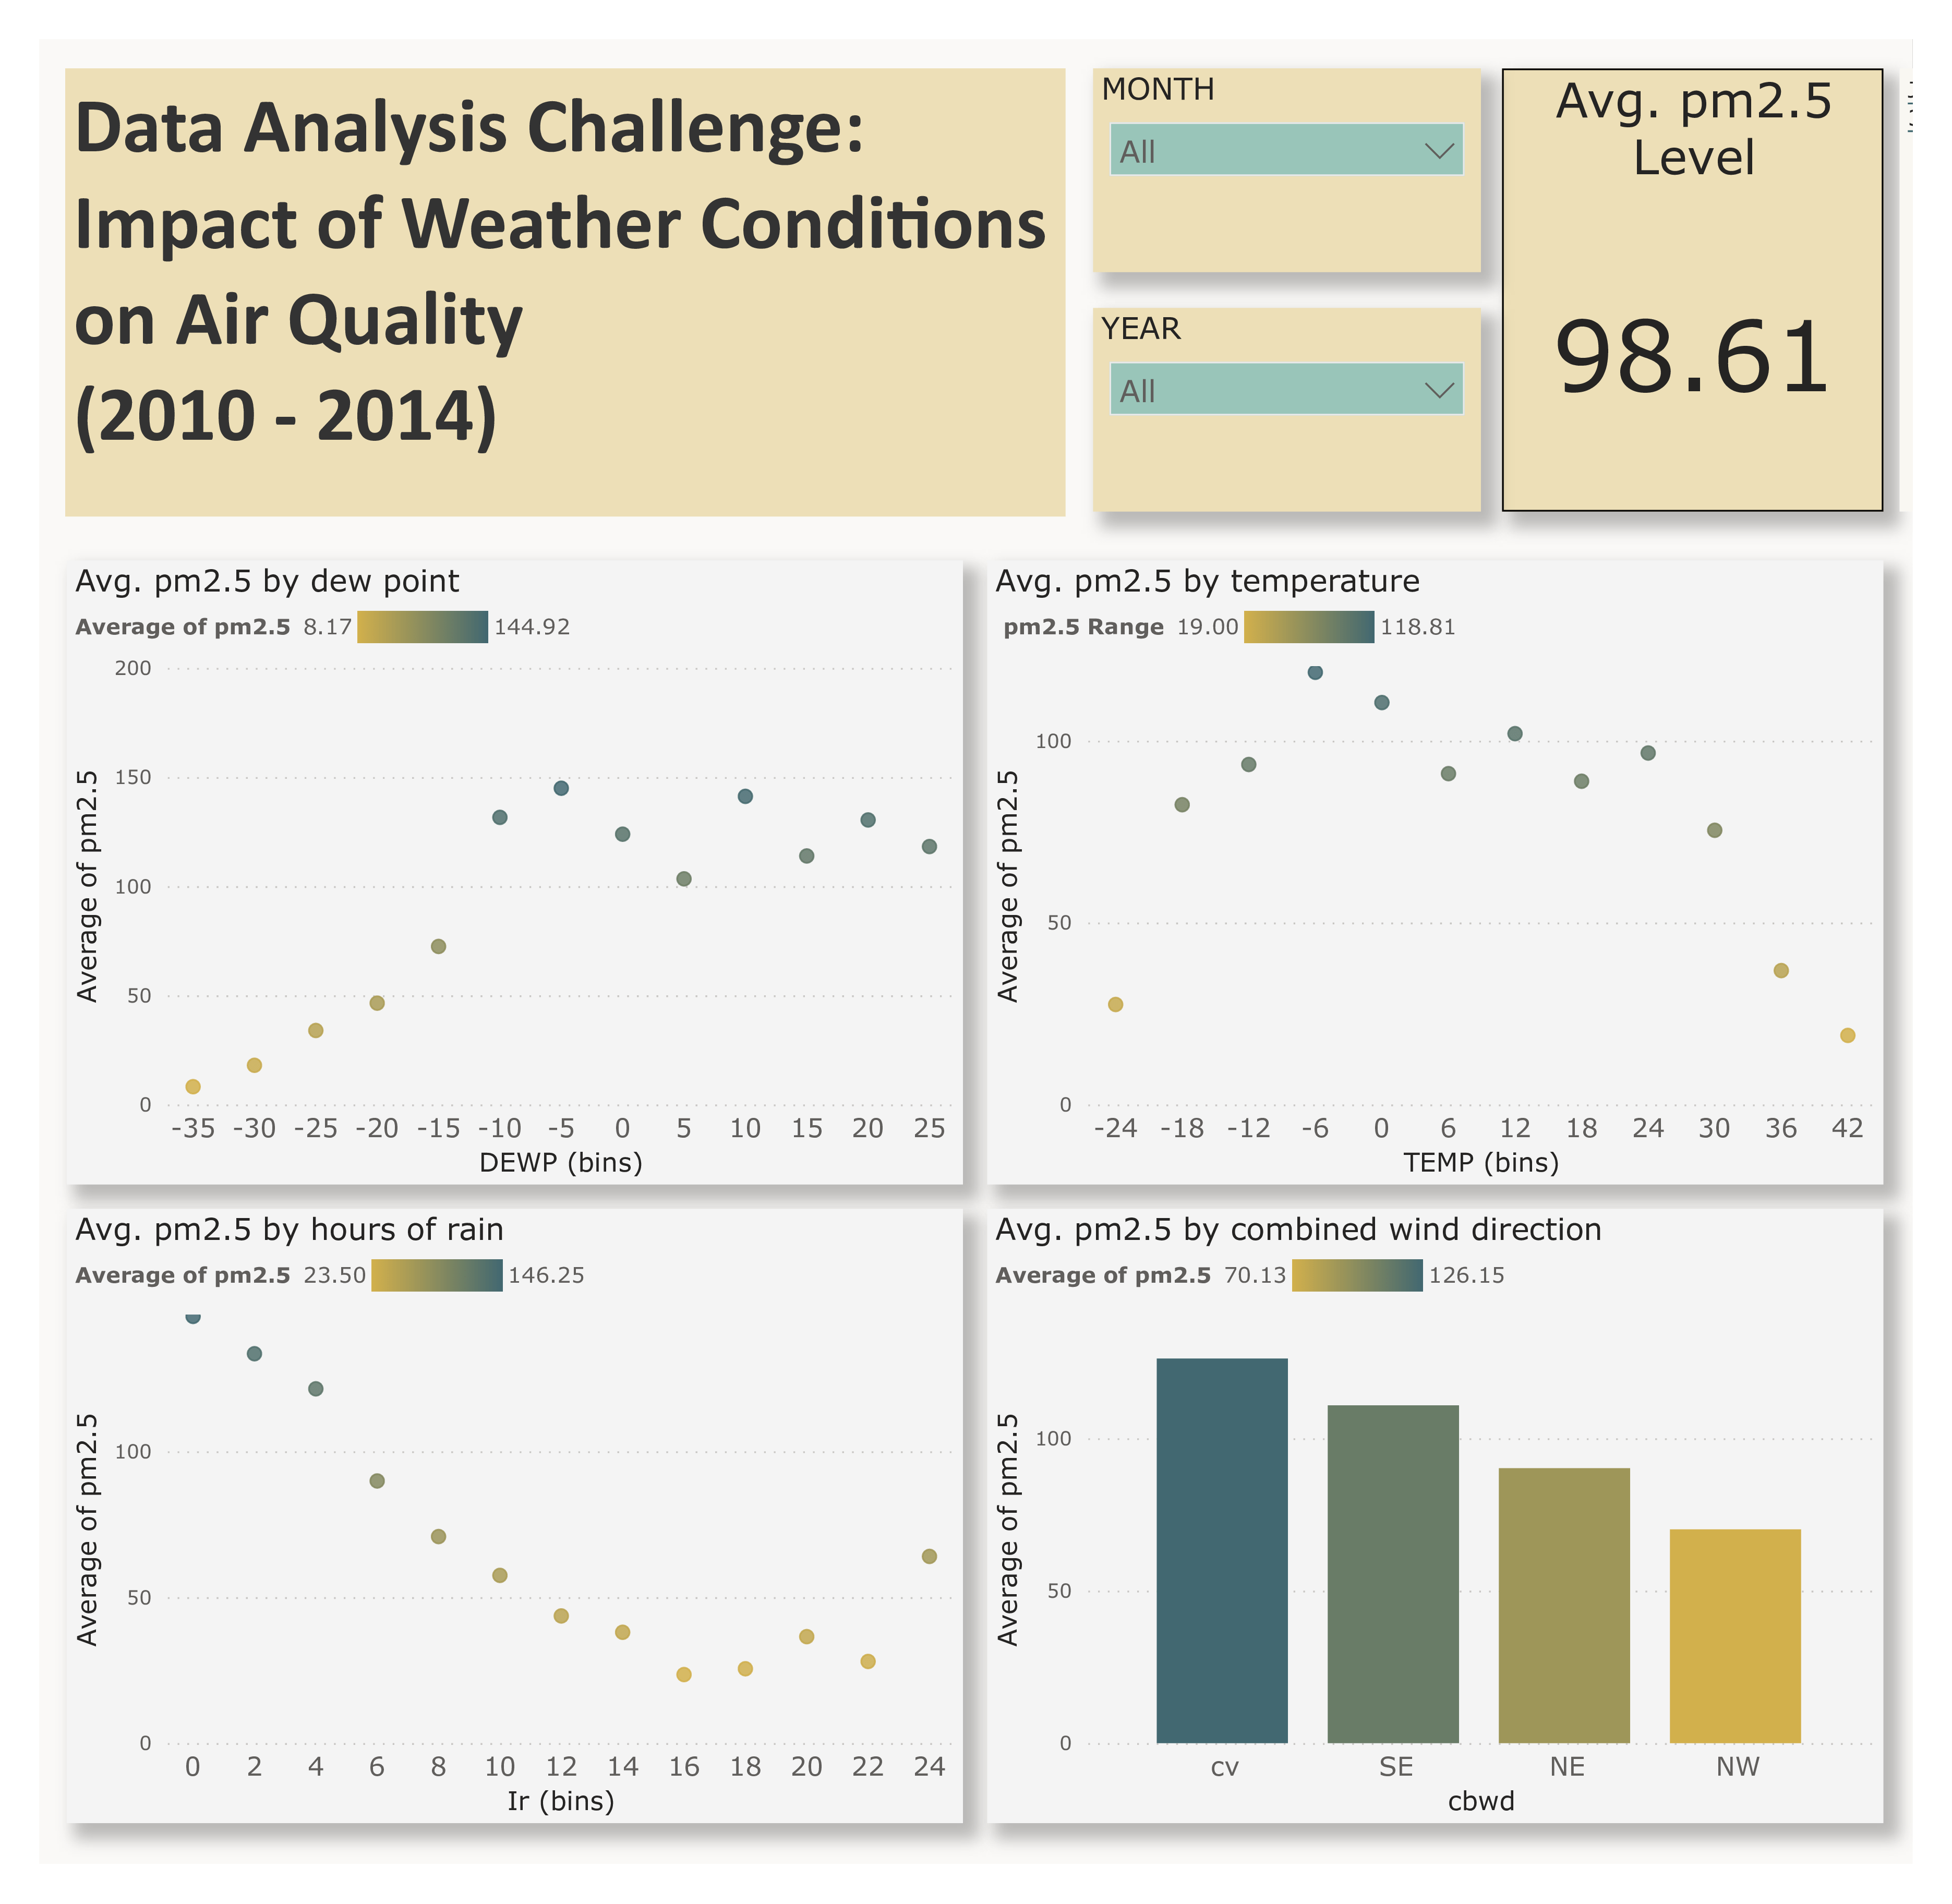 Data Analysis Challenge:
Impact of Weather Conditions
on Air Quality
(2010 - 2014)
MONTH
All
YEAR
All
Avg. pm2.5
Level
98.61
Avg. pm2.5 by dew point
Average of pm2.5 8.17 144.92
Average of pm2.5
200
150
100
50
0
-35 -30 -25 -20 -15 -10 -5 0 5 10 15 20 25
DEWP (bins)
Avg. pm2.5 by temperature
pm2.5 Range 19.00 118.81
Average of pm2.5
100
50
0
-24 -18 -12 -6 0 6 12 18 24 30 36 42
TEMP (bins)
Avg. pm2.5 by hours of rain
Average of pm2.5 23.50 146.25
Average of pm2.5
100
50
0
0 2 4 6 8 10 12 14 16 18 20 22 24
Ir (bins)
Avg. pm2.5 by combined wind direction
Average of pm2.5 70.13 126.15
Average of pm2.5
100
50
0
cv SE NE NW
cbwd